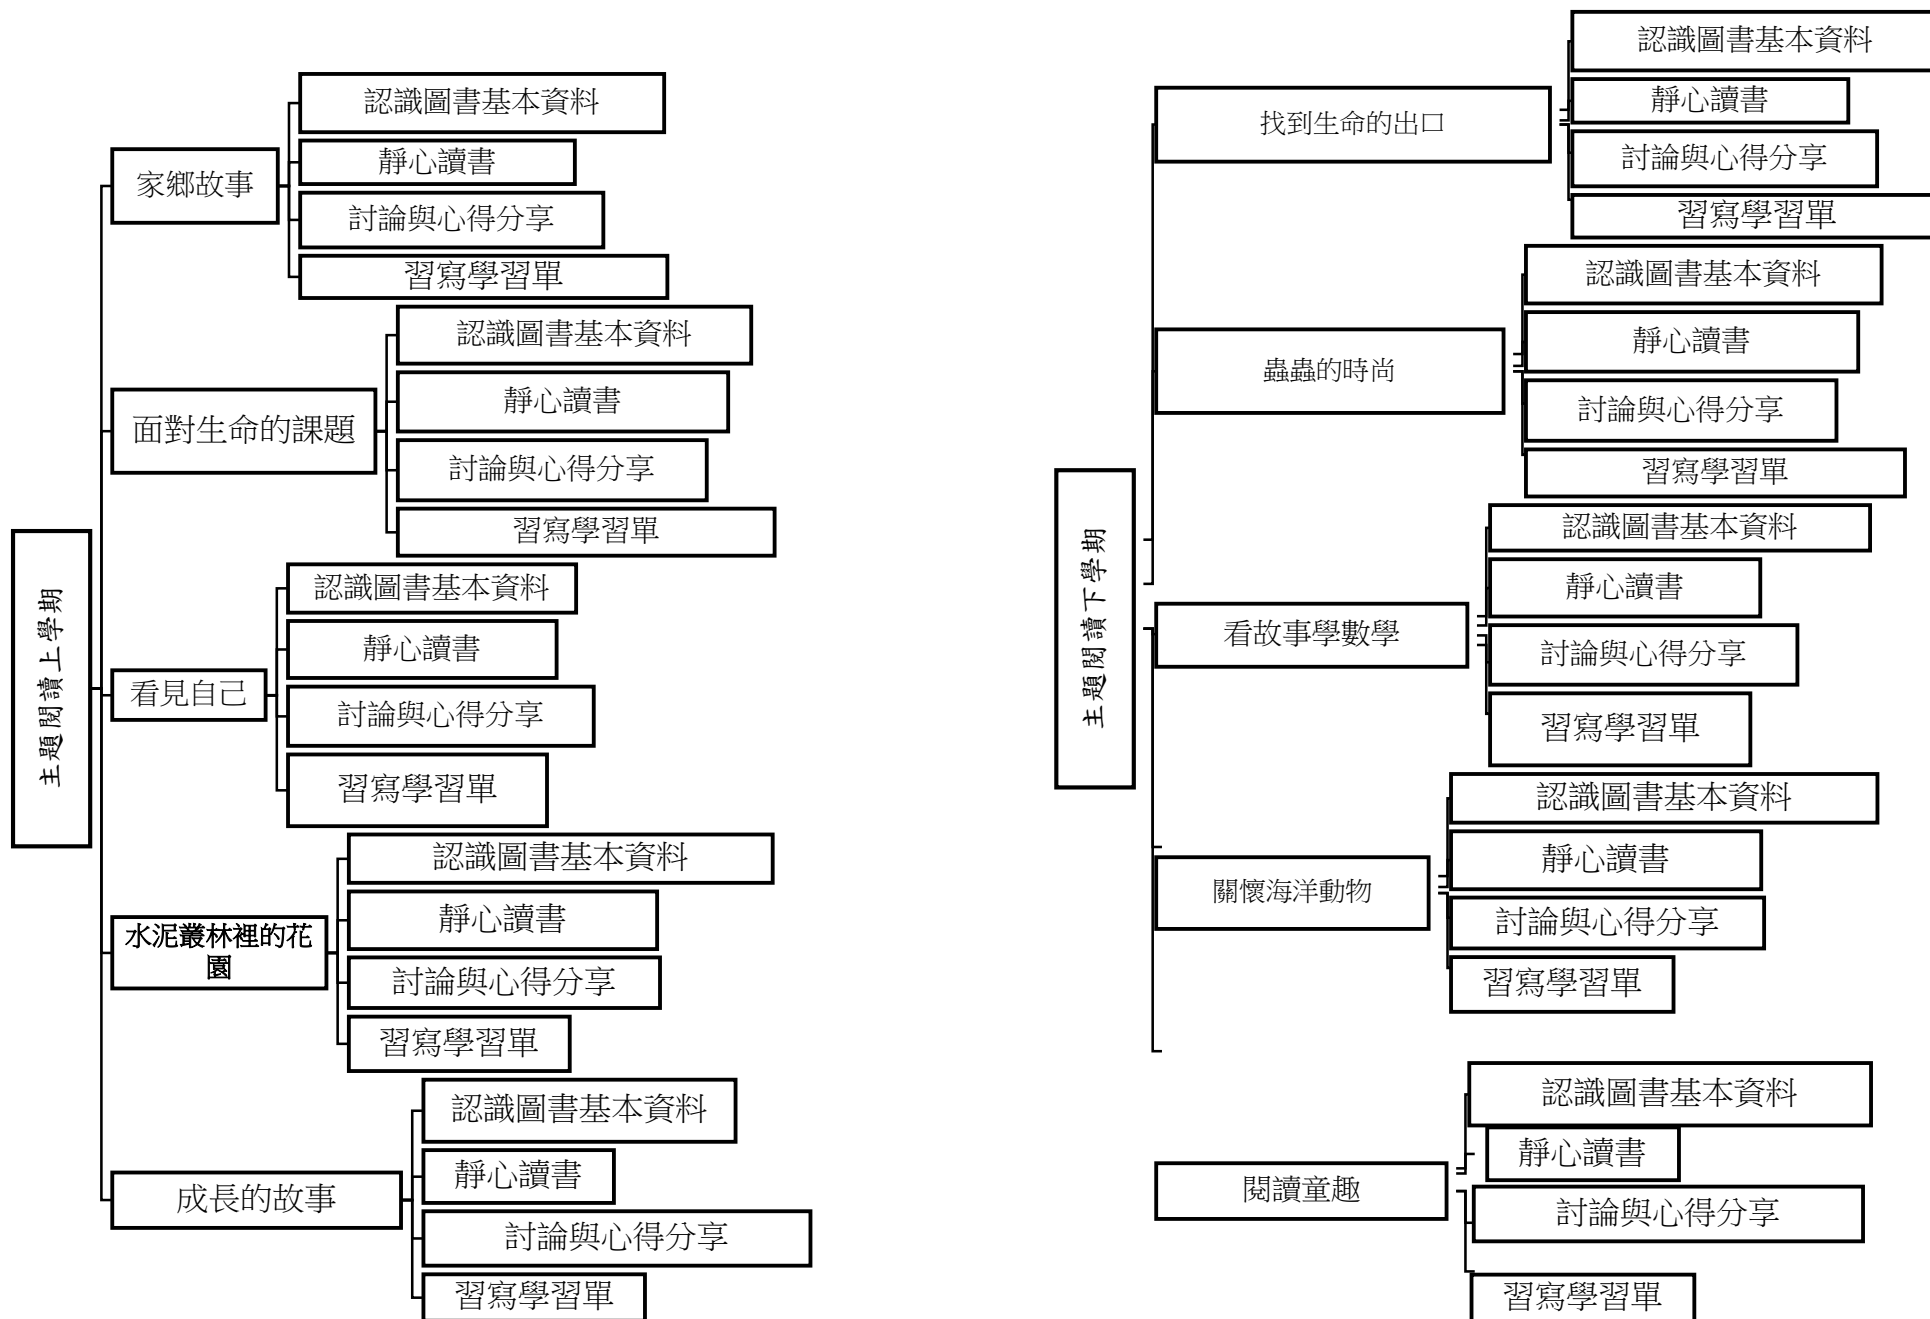 主題閱讀上學期
家鄉故事
認識圖書基本資料
靜心讀書
討論與心得分享
習寫學習單
面對生命的課題
認識圖書基本資料
靜心讀書
討論與心得分享
習寫學習單
看見自己
認識圖書基本資料
靜心讀書
討論與心得分享
習寫學習單
水泥叢林裡的花
園
認識圖書基本資料
靜心讀書
討論與心得分享
習寫學習單
成長的故事
認識圖書基本資料
靜心讀書
討論與心得分享
習寫學習單
主題閱讀下學期
找到生命的出口
認識圖書基本資料
靜心讀書
討論與心得分享
習寫學習單
蟲蟲的時尚
認識圖書基本資料
靜心讀書
討論與心得分享
習寫學習單
看故事學數學
認識圖書基本資料
靜心讀書
討論與心得分享
習寫學習單
關懷海洋動物
認識圖書基本資料
靜心讀書
討論與心得分享
習寫學習單
閱讀童趣
認識圖書基本資料
靜心讀書
討論與心得分享
習寫學習單